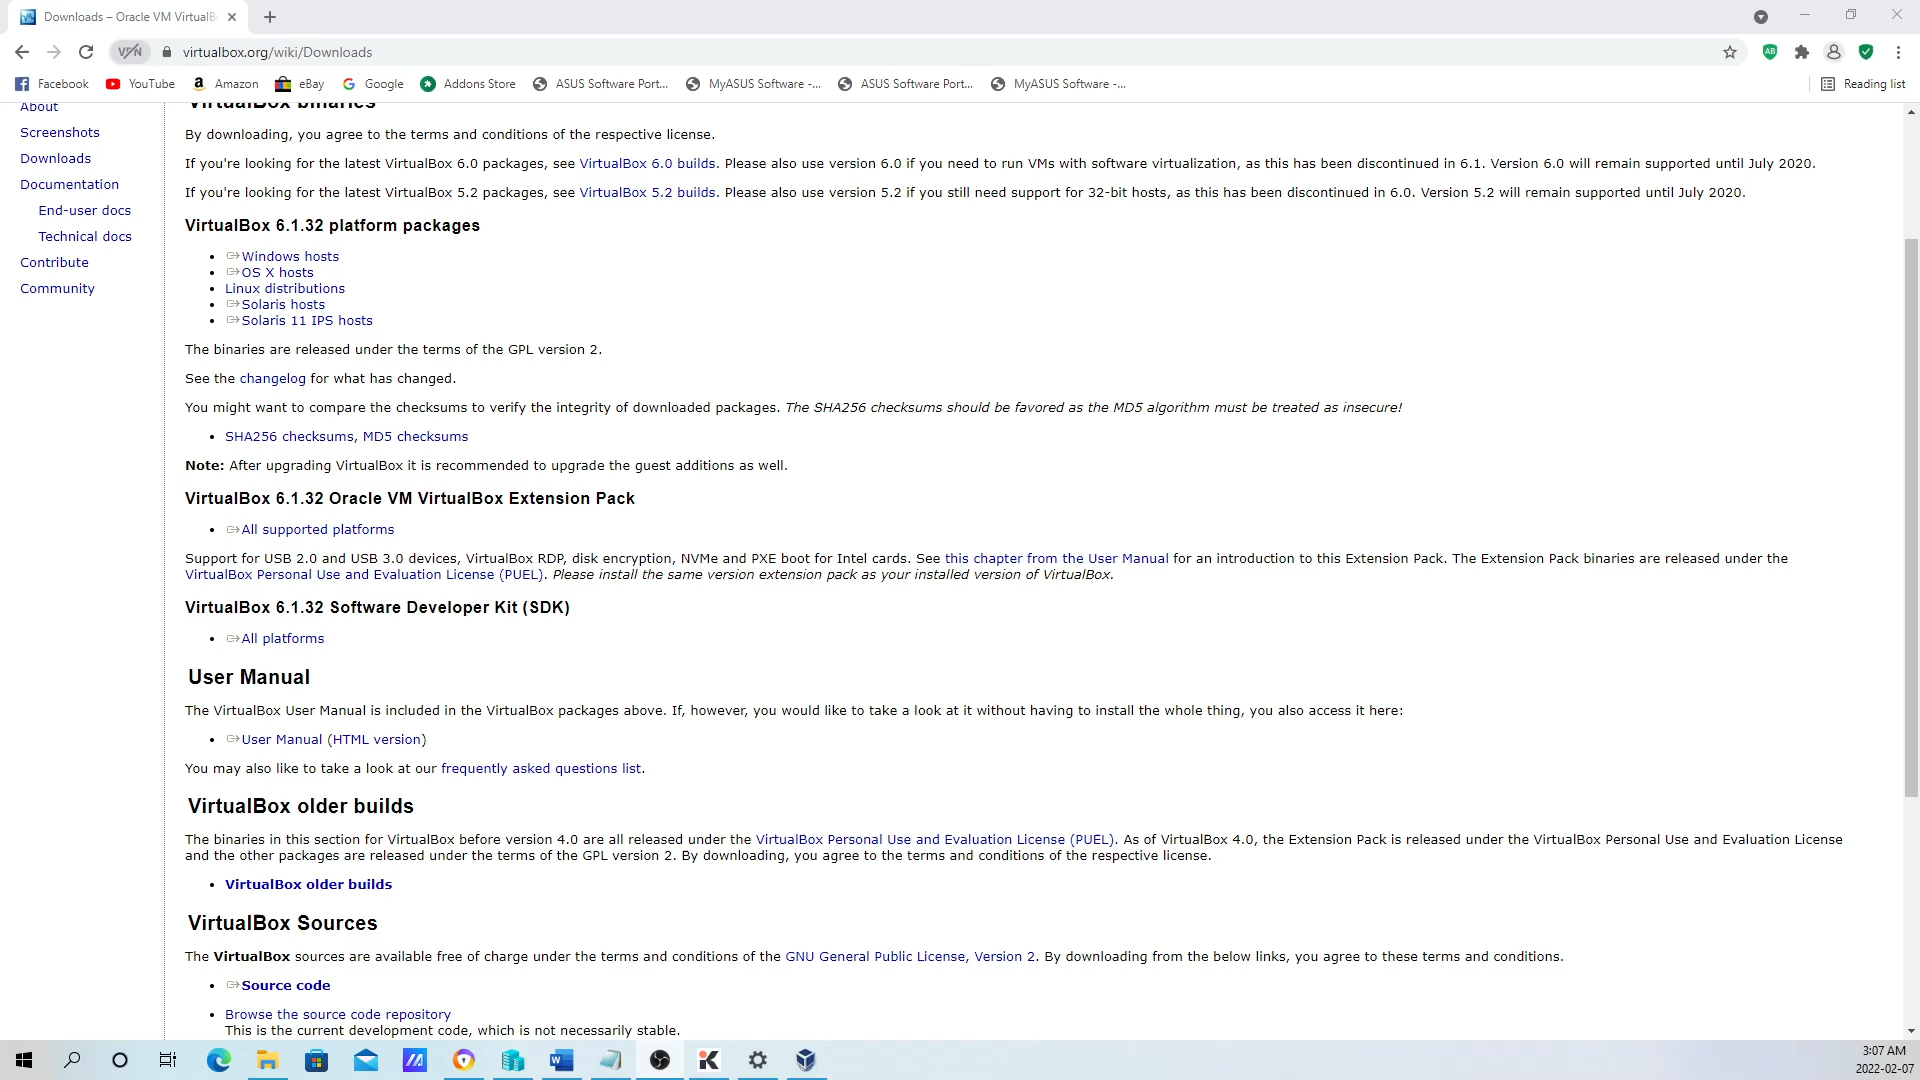 Downloads – Oracle VM VirtualB
VPN
virtualbox.org/wiki/Downloads
AB
Facebook YouTube Amazon eBay Google Addons Store ASUS Software Port... MyASUS Software -... ASUS Software Port... MyASUS Software -... Reading list
About
Screenshots
Downloads
Documentation
End-user docs
Technical docs
Contribute
Community
VirtualBox binaries
By downloading, you agree to the terms and conditions of the respective license.
If you're looking for the latest VirtualBox 6.0 packages, see VirtualBox 6.0 builds. Please also use version 6.0 if you need to run VMs with software virtualization, as this has been discontinued in 6.1. Version 6.0 will remain supported until July 2020.
If you're looking for the latest VirtualBox 5.2 packages, see VirtualBox 5.2 builds. Please also use version 5.2 if you still need support for 32-bit hosts, as this has been discontinued in 6.0. Version 5.2 will remain supported until July 2020.
VirtualBox 6.1.32 platform packages
• Windows hosts
• OS X hosts
• Linux distributions
• Solaris hosts
• Solaris 11 IPS hosts
The binaries are released under the terms of the GPL version 2.
See the changelog for what has changed.
You might want to compare the checksums to verify the integrity of downloaded packages. The SHA256 checksums should be favored as the MD5 algorithm must be treated as insecure!
• SHA256 checksums, MD5 checksums
Note: After upgrading VirtualBox it is recommended to upgrade the guest additions as well.
VirtualBox 6.1.32 Oracle VM VirtualBox Extension Pack
• All supported platforms
Support for USB 2.0 and USB 3.0 devices, VirtualBox RDP, disk encryption, NVMe and PXE boot for Intel cards. See this chapter from the User Manual for an introduction to this Extension Pack. The Extension Pack binaries are released under the
VirtualBox Personal Use and Evaluation License (PUEL). Please install the same version extension pack as your installed version of VirtualBox.
VirtualBox 6.1.32 Software Developer Kit (SDK)
• All platforms
User Manual
The VirtualBox User Manual is included in the VirtualBox packages above. If, however, you would like to take a look at it without having to install the whole thing, you also access it here:
• User Manual (HTML version)
You may also like to take a look at our frequently asked questions list.
VirtualBox older builds
The binaries in this section for VirtualBox before version 4.0 are all released under the VirtualBox Personal Use and Evaluation License (PUEL). As of VirtualBox 4.0, the Extension Pack is released under the VirtualBox Personal Use and Evaluation License
and the other packages are released under the terms of the GPL version 2. By downloading, you agree to the terms and conditions of the respective license.
• VirtualBox older builds
VirtualBox Sources
The VirtualBox sources are available free of charge under the terms and conditions of the GNU General Public License, Version 2. By downloading from the below links, you agree to these terms and conditions.
• Source code
• Browse the source code repository
This is the current development code, which is not necessarily stable.
3:07 AM
2022-02-07